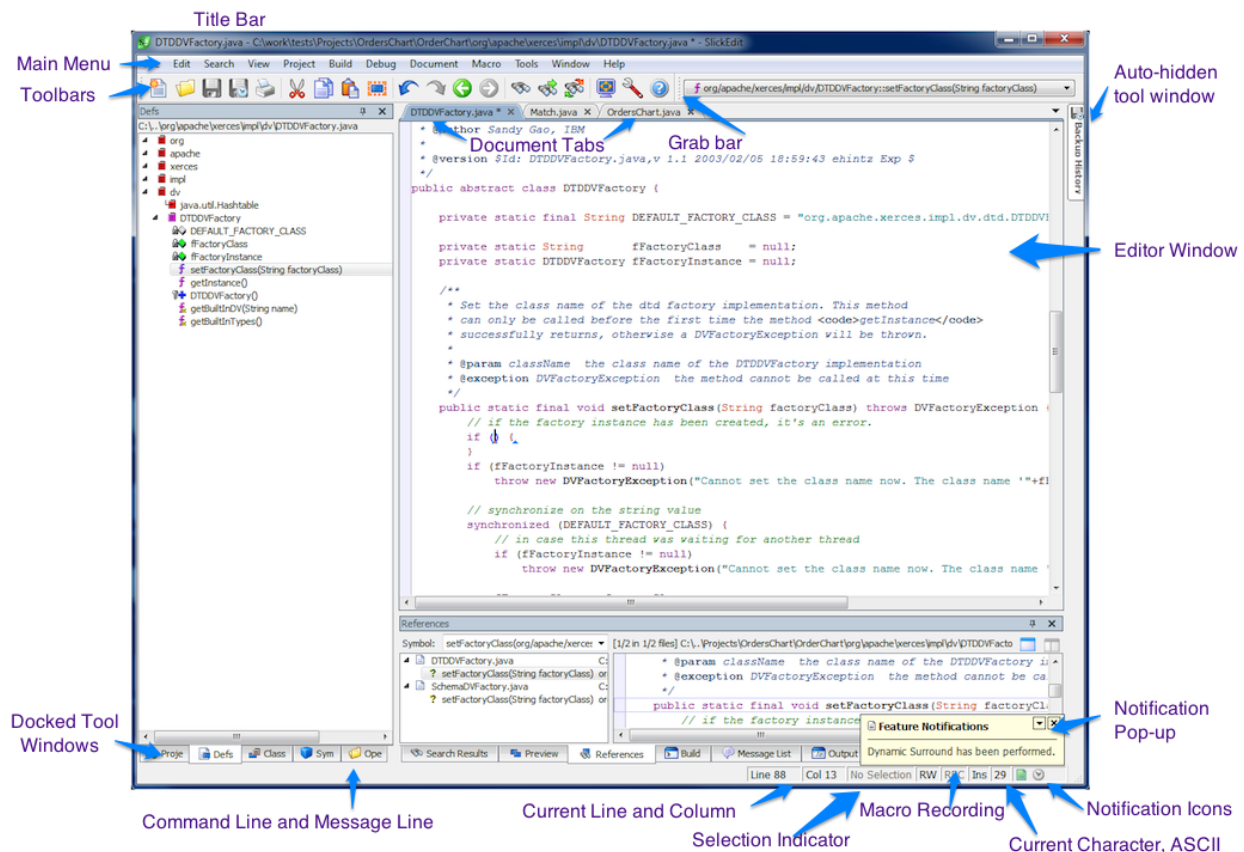 Title Bar
DTDDVFactory.java - C:\work\tests\Projects\OrdersChart\OrderChart\org\apache\xerces\impl\dv\DTDDVFactory.java * - SlickEdit
Main Menu
Edit Search View Project Build Debug Document Macro Tools Window Help
Toolbars
org/apache/xerces/impl/dv/DTDDVFactory::setFactoryClass(String factoryClass)
Auto-hidden
tool window
Defs
DTDDVFactory.java * Match.java OrdersChart.java
Grab bar
Document Tabs
Backup History
C:\..\org\apache\xerces\impl\dv\DTDDVFactory.java
org
apache
xerces
impl
dv
java.util.Hashtable
DTDDVFactory
DEFAULT_FACTORY_CLASS
fFactoryClass
fFactoryInstance
setFactoryClass(String factoryClass)
getInstance()
DTDDVFactory()
getBuiltInDV(String name)
getBuiltInTypes()
* @author Sandy Gao, IBM
*
* @version $Id: DTDDVFactory.java,v 1.1 2003/02/05 18:59:43 ehintz Exp $
*/
public abstract class DTDDVFactory {
private static final String DEFAULT_FACTORY_CLASS = "org.apache.xerces.impl.dv.dtd.DTDDV
private static String fFactoryClass = null;
private static DTDDVFactory fFactoryInstance = null;
Editor Window
/**
* Set the class name of the dtd factory implementation. This method
* can only be called before the first time the method <code>getInstance</code>
* successfully returns, otherwise a DVFactoryException will be thrown.
*
* @param className the class name of the DTDDVFactory implementation
* @exception DVFactoryException the method cannot be called at this time
*/
public static final void setFactoryClass(String factoryClass) throws DVFactoryException {
// if the factory instance has been created, it's an error.
if () {
}
if (fFactoryInstance != null)
throw new DVFactoryException("Cannot set the class name now. The class name '"+f
// synchronize on the string value
synchronized (DEFAULT_FACTORY_CLASS) {
// in case this thread was waiting for another thread
if (fFactoryInstance != null)
throw new DVFactoryException("Cannot set the class name now. The class name '
References
Symbol: setFactoryClass(org/apache/xerces [1/2 in 1/2 files] C:\..\Projects\OrdersChart\OrderChart\org\apache\xerces\impl\dv\DTDDVFacto
DTDDVFactory.java C:
? setFactoryClass(String factoryClass) or
SchemaDVFactory.java C:
? setFactoryClass(String factoryClass) or
* @param className the class name of the DTDDVFactory i
* @exception DVFactoryException the method cannot be ca
*/
public static final void setFactoryClass(String factoryCl
// if the factory instance
Feature Notifications
Dynamic Surround has been performed.
Notification
Pop-up
Docked Tool
Windows
Proje Defs Class Sym Ope
Search Results Preview References Build Message List Output
Line 88 Col 13 No Selection RW REC Ins 29
Command Line and Message Line
Current Line and Column
Selection Indicator
Macro Recording
Notification Icons
Current Character, ASCII